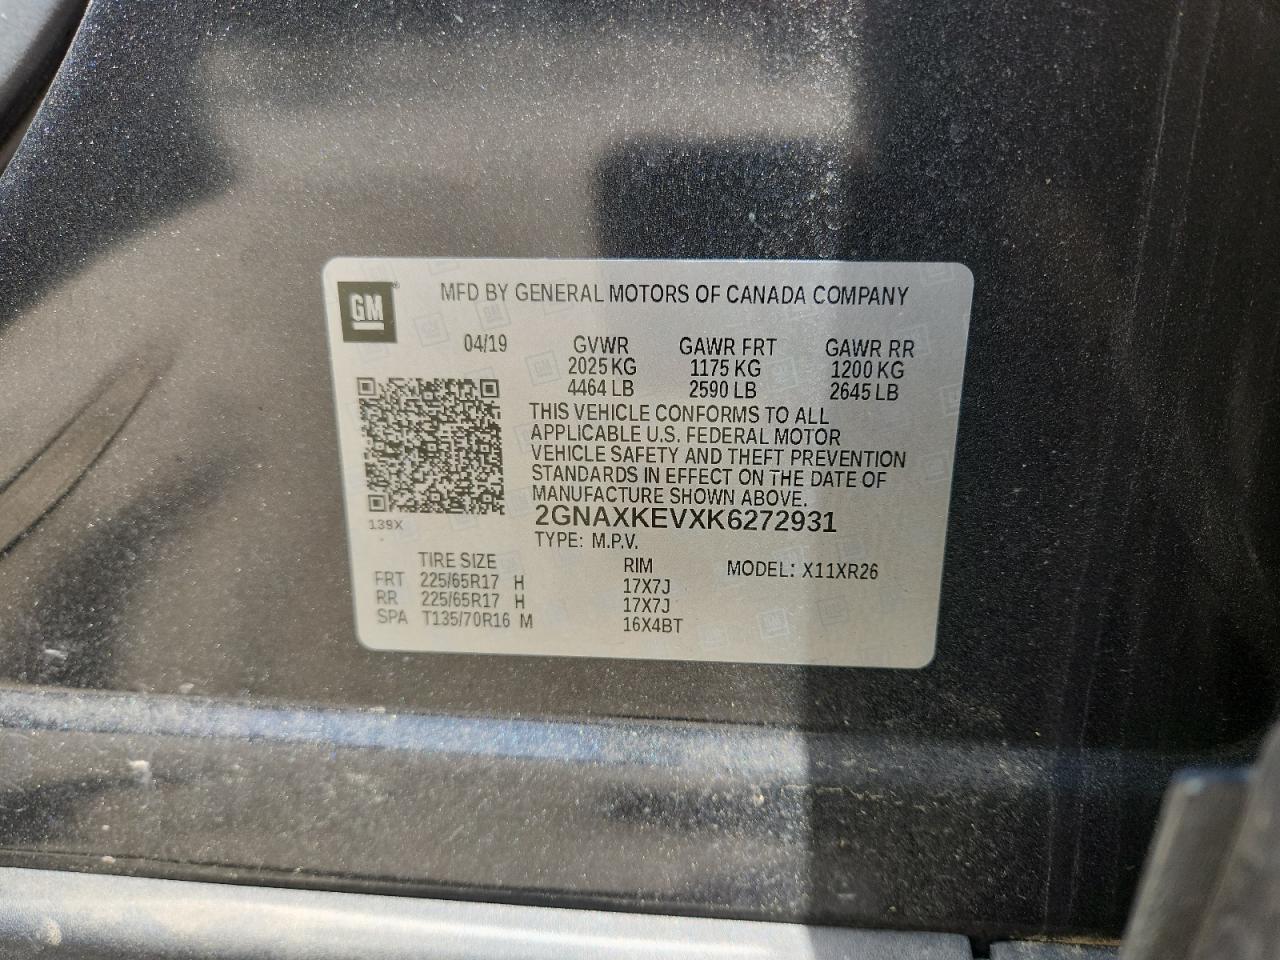 GM
MFD BY GENERAL MOTORS OF CANADA COMPANY
04/19 GVWR GAWR FRT GAWR RR
2025 KG 1175 KG 1200 KG
4464 LB 2590 LB 2645 LB
THIS VEHICLE CONFORMS TO ALL
APPLICABLE U.S. FEDERAL MOTOR
VEHICLE SAFETY AND THEFT PREVENTION
STANDARDS IN EFFECT ON THE DATE OF
MANUFACTURE SHOWN ABOVE.
139X
2GNAXKEVXK6272931
TYPE: M.P.V.
TIRE SIZE RIM MODEL: X11XR26
FRT 225/65R17 H 17X7J
RR 225/65R17 H 17X7J
SPA T135/70R16 M 16X4BT